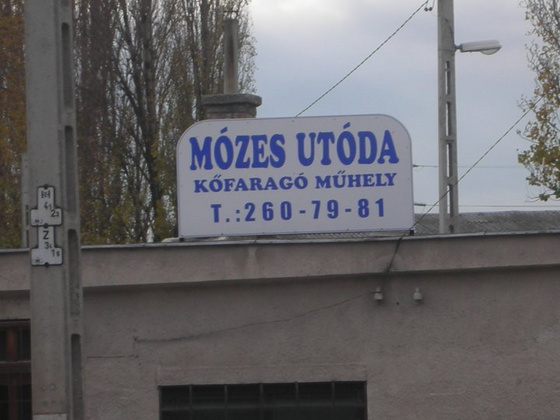 MÓZES UTÓDA
KŐFARAGÓ MŰHELY
T.:260-79-81
Z